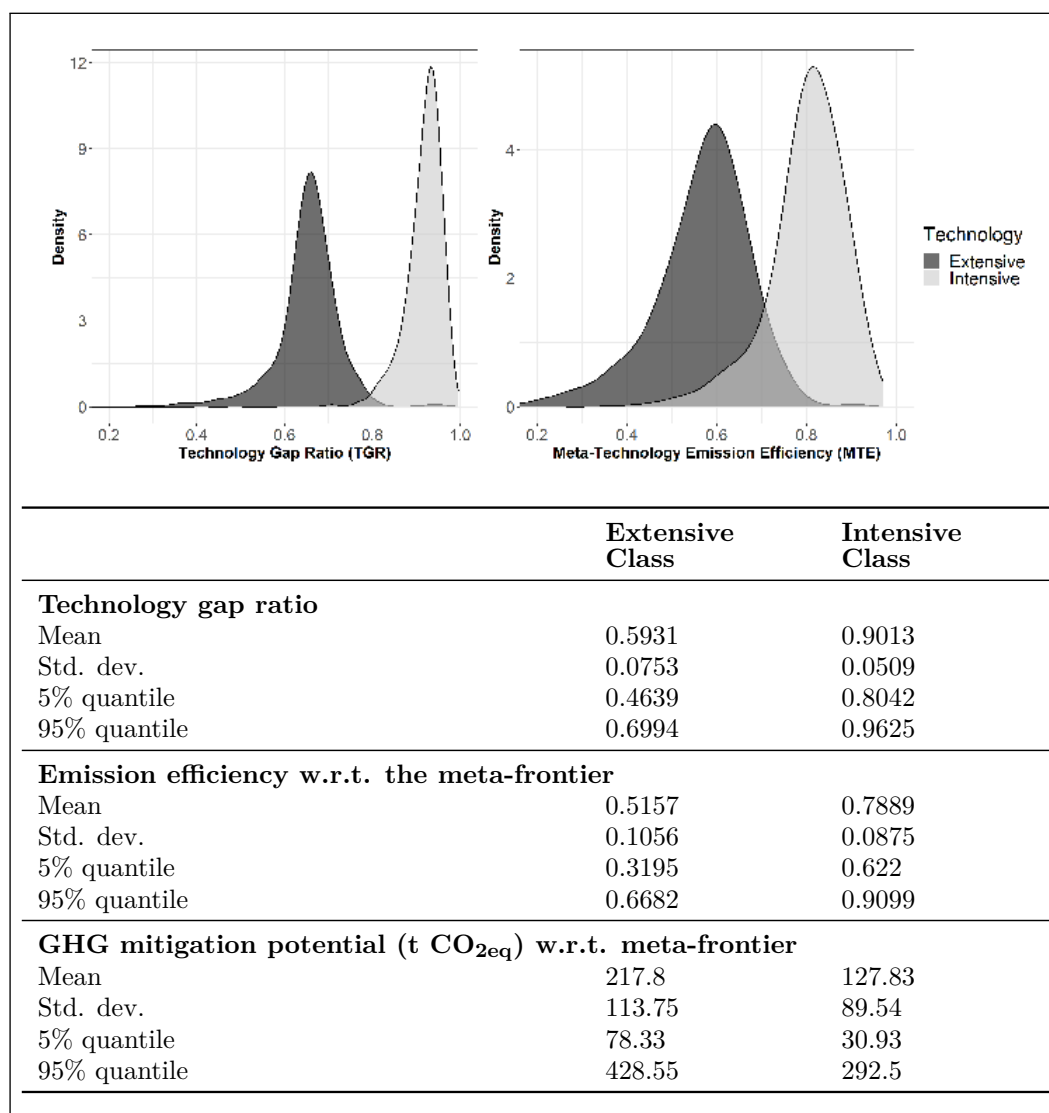 12
9
6
3
0
Density
0.2 0.4 0.6 0.8 1.0
Technology Gap Ratio (TGR)
4
2
0
Density
0.2 0.4 0.6 0.8 1.0
Meta-Technology Emission Efficiency (MTE)
Technology
Extensive
Intensive
Extensive Class Intensive Class
Technology gap ratio
Mean 0.5931 0.9013
Std. dev. 0.0753 0.0509
5% quantile 0.4639 0.8042
95% quantile 0.6994 0.9625
Emission efficiency w.r.t. the meta-frontier
Mean 0.5157 0.7889
Std. dev. 0.1056 0.0875
5% quantile 0.3195 0.622
95% quantile 0.6682 0.9099
GHG mitigation potential (t CO2eq) w.r.t. meta-frontier
Mean 217.8 127.83
Std. dev. 113.75 89.54
5% quantile 78.33 30.93
95% quantile 428.55 292.5